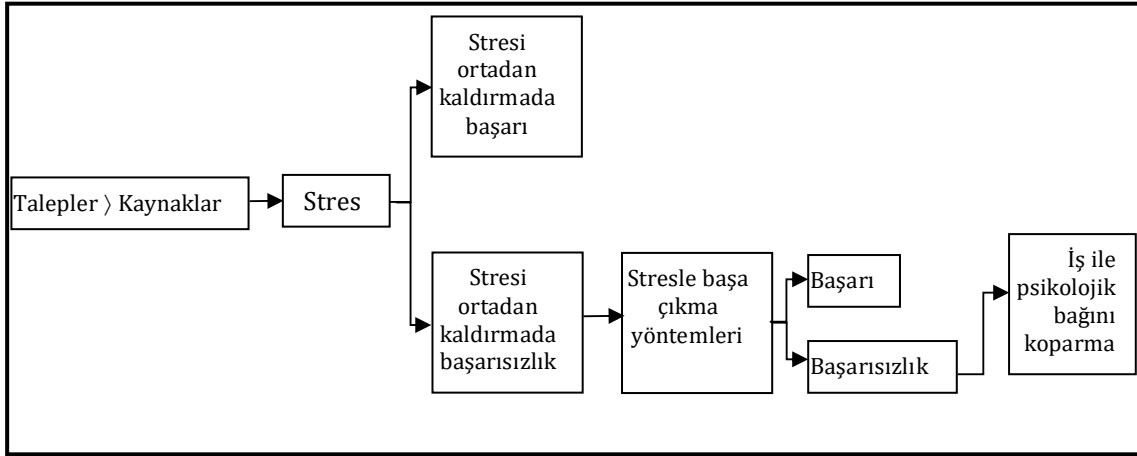 Stresi
ortadan
kaldırmada
başarı
Talepler 〉 Kaynaklar
Stres
Stresi
ortadan
kaldırmada
başarısızlık
Stresle başa
çıkma
yöntemleri
Başarı
Başarısızlık
İş ile
psikolojik
bağını
koparma